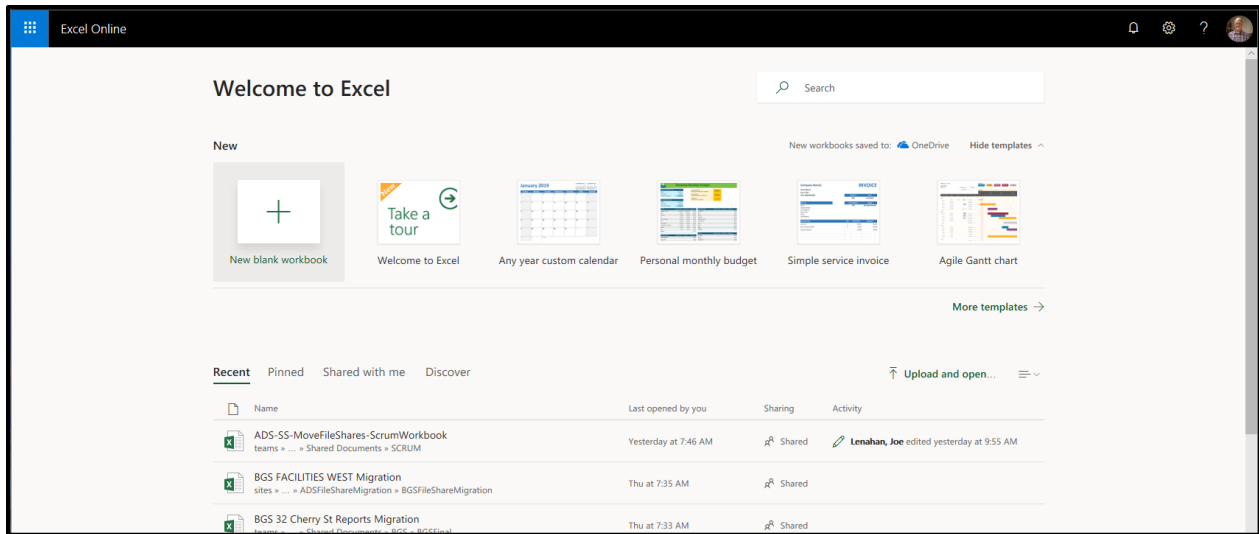 Excel Online
?
Welcome to Excel
Search
New
New workbooks saved to: OneDrive Hide templates
New
Take a
tour
January 2019
INVOICE
New blank workbook
Welcome to Excel
Any year custom calendar
Personal monthly budget
Simple service invoice
Agile Gantt chart
More templates
Recent Pinned Shared with me Discover
Upload and open...
Name Last opened by you Sharing Activity
ADS-SS-MoveFileShares-ScrumWorkbook
teams » ... » Shared Documents » SCRUM
Yesterday at 7:46 AM Shared Lenahan, Joe edited yesterday at 9:55 AM
BGS FACILITIES WEST Migration
sites » ... » ADSFileShareMigration » BGSFileShareMigration
Thu at 7:35 AM Shared
BGS 32 Cherry St Reports Migration
teams » ... » Shared Documents » BGS » BGSFinal
Thu at 7:33 AM Shared